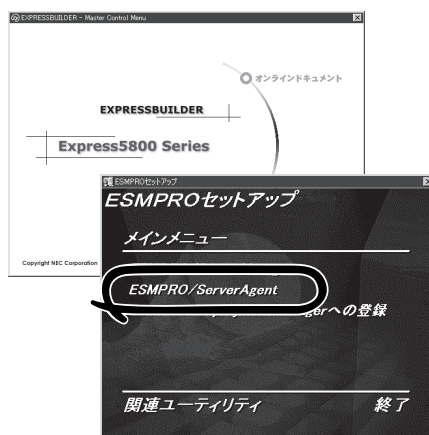 EXPRESSBUILDER - Master Control Menu
オンラインドキュメント
EXPRESSBUILDER
Express5800 Series
Copyright NEC Corporation
ESMPROセットアップ
ESMPROセットアップ
メインメニュー
ESMPRO/ServerAgent
への登録
関連ユーティリティ
終了